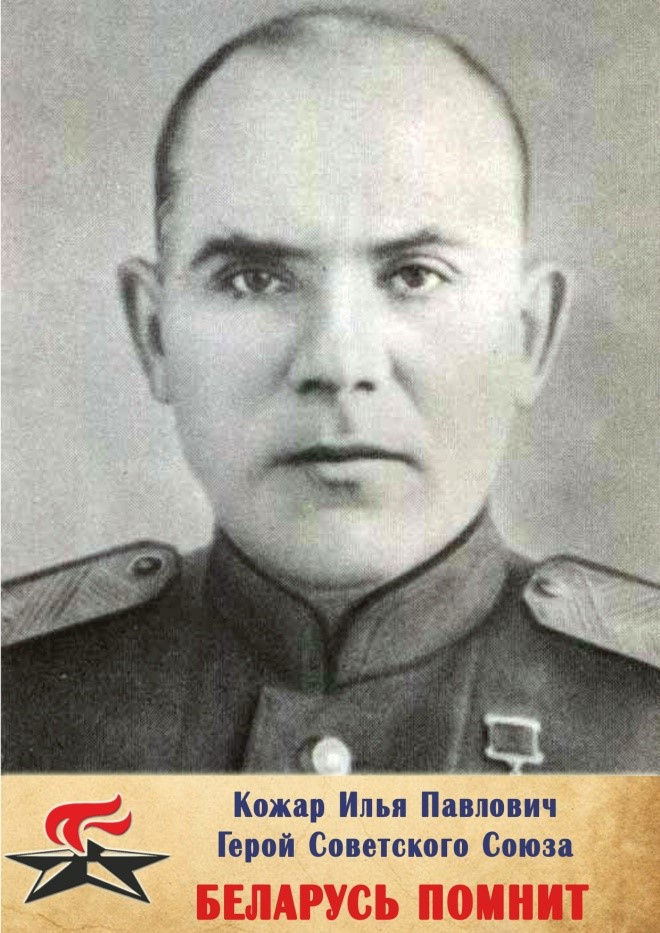 Кожар Илья Павлович
Герой Советского Союза
БЕЛАРУСЬ ПОМНИТ